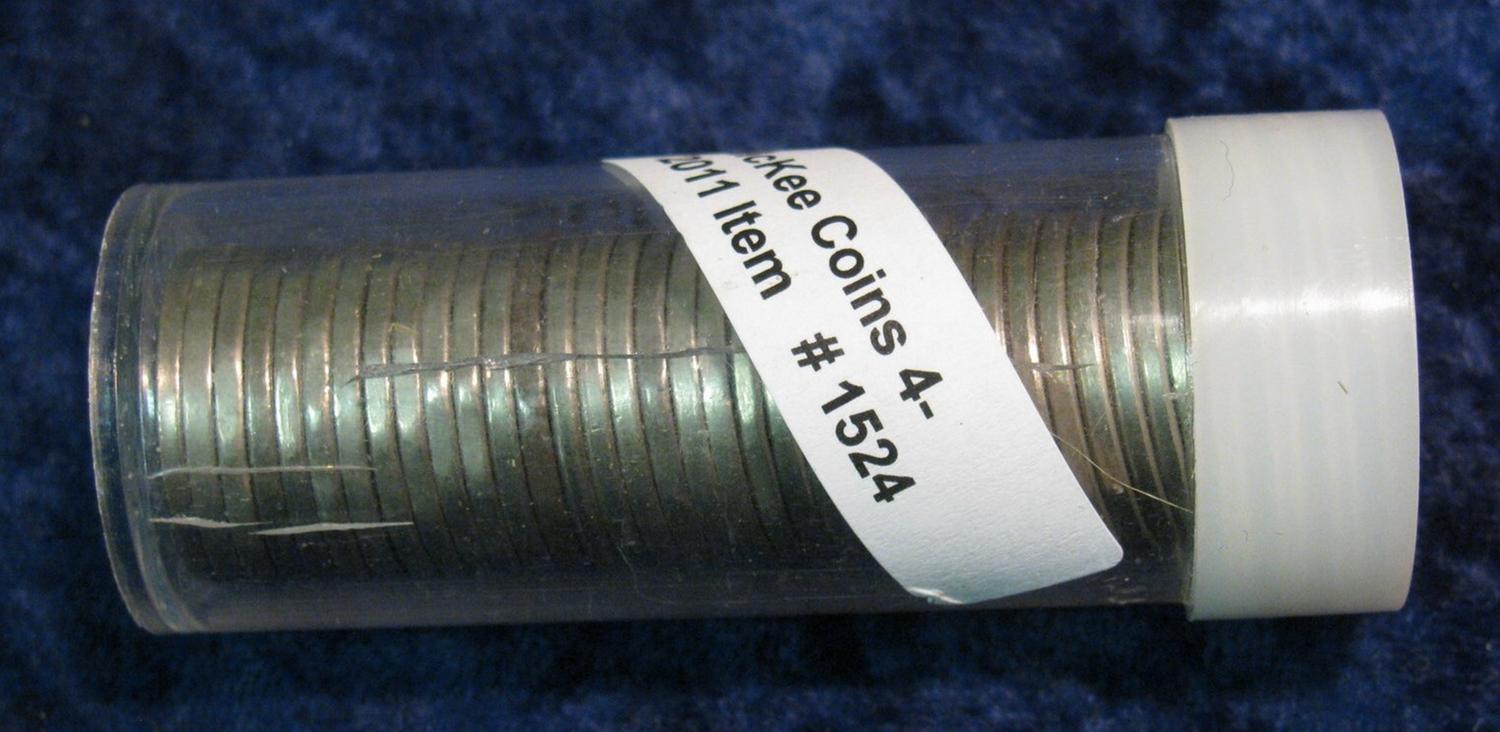 cKee Coins 4-
2011 Item # 1524